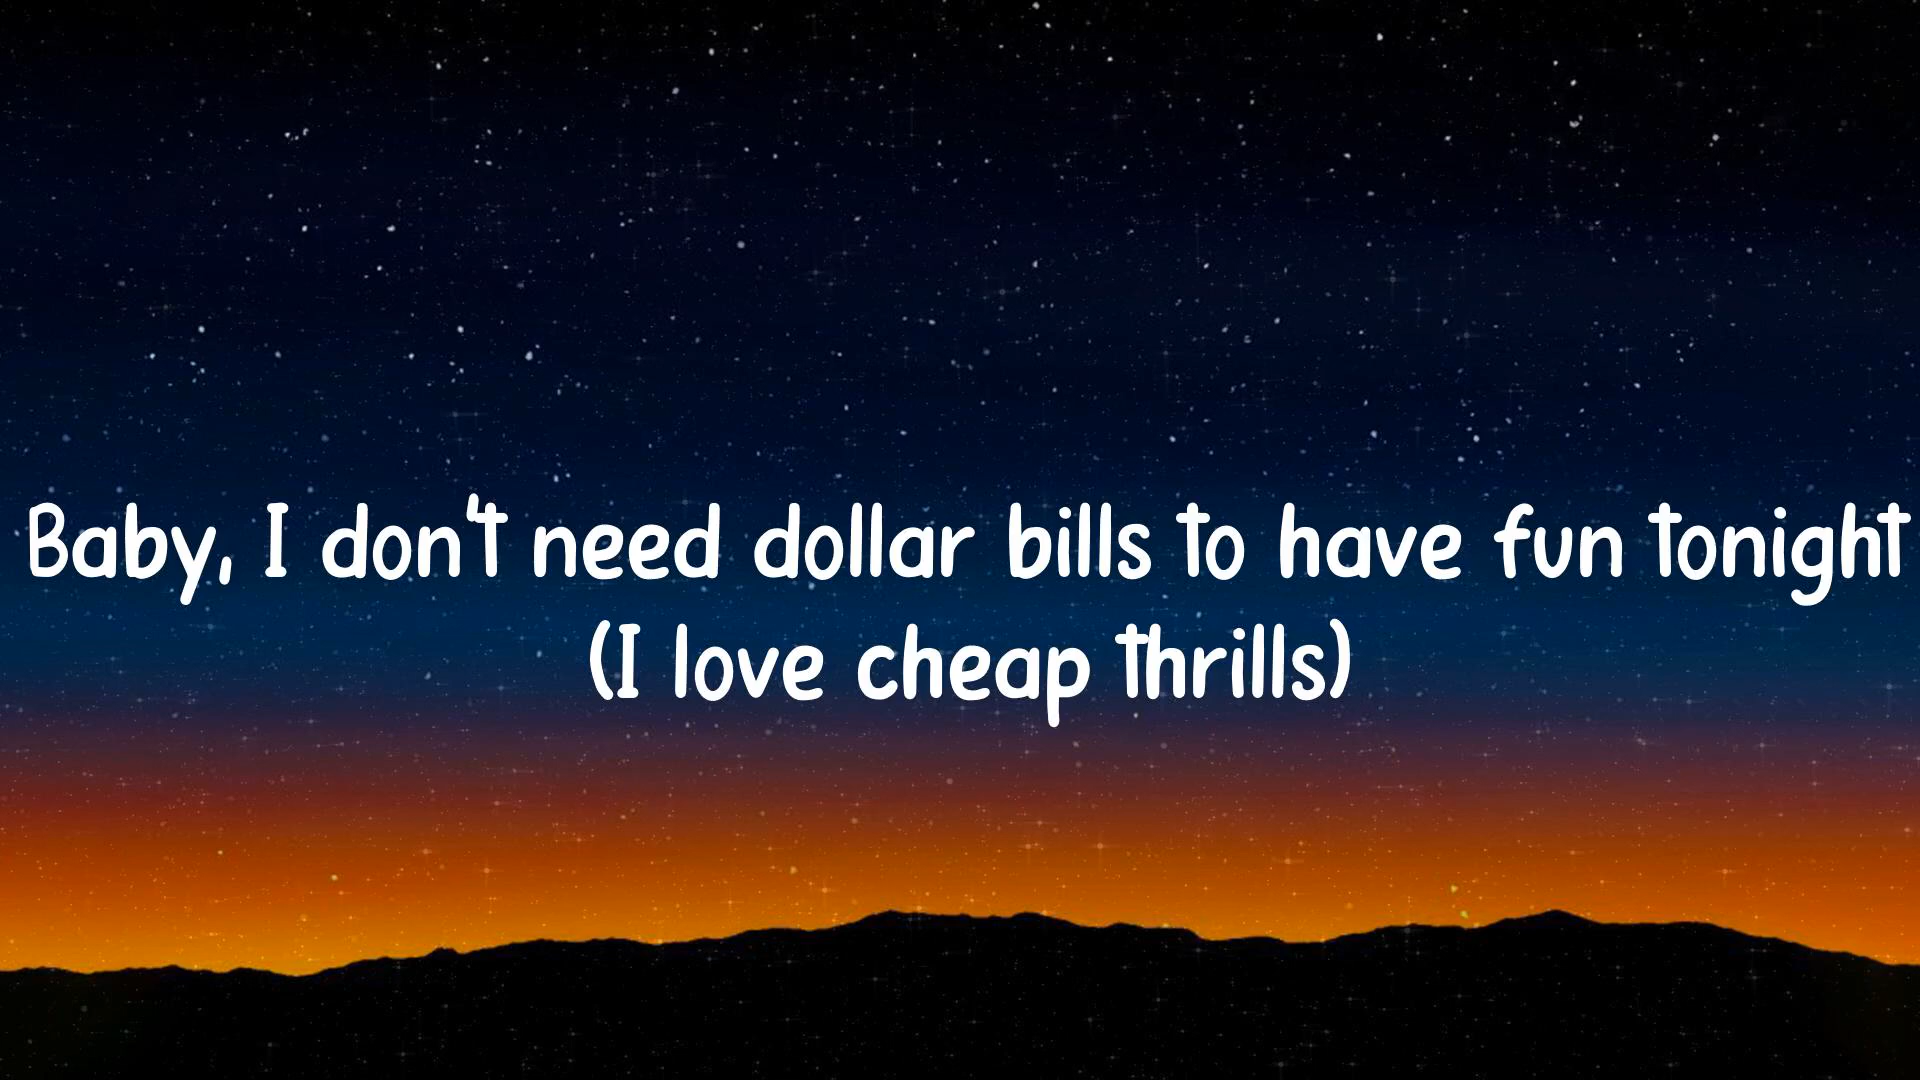 Baby, I don't need dollar bills to have fun tonight
(I love cheap thrills)